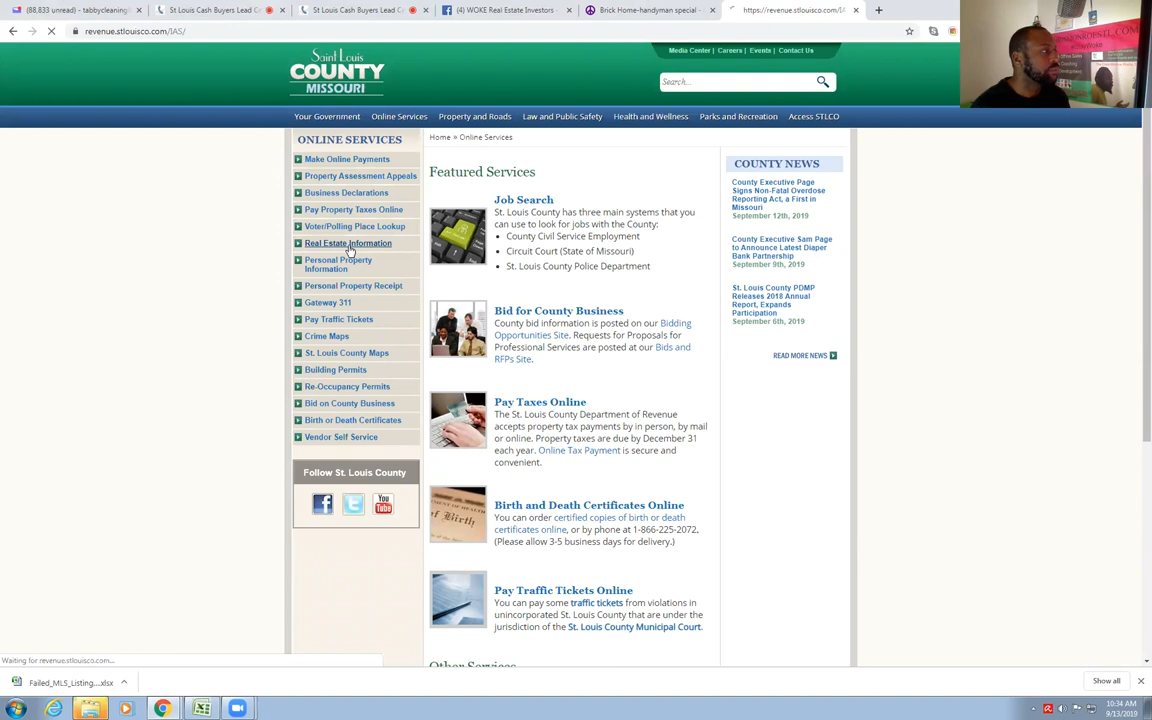 (88,833 unread) - tabbycleaning
St Louis Cash Buyers Lead C
St Louis Cash Buyers Lead C
(4) WOKE Real Estate Investors -
Brick Home-handyman special -
https://revenue.stlouisco.com/IA
revenue.stlouisco.com/IAS/
Media Center | Careers | Events | Contact Us
Saint Louis
COUNTY
MISSOURI
Search...
Your Government
Online Services
Property and Roads
Law and Public Safety
Health and Wellness
Parks and Recreation
Access STLCO
ONLINE SERVICES
Make Online Payments
Property Assessment Appeals
Business Declarations
Pay Property Taxes Online
Voter/Polling Place Lookup
Real Estate Information
Personal Property
Information
Personal Property Receipt
Gateway 311
Pay Traffic Tickets
Crime Maps
St. Louis County Maps
Building Permits
Re-Occupancy Permits
Bid on County Business
Birth or Death Certificates
Vendor Self Service
Follow St. Louis County
You
Tube
Home » Online Services
Featured Services
Job Search
St. Louis County has three main systems that you
can use to look for jobs with the County:
County Civil Service Employment
Circuit Court (State of Missouri)
St. Louis County Police Department
Bid for County Business
County bid information is posted on our Bidding
Opportunities Site. Requests for Proposals for
Professional Services are posted at our Bids and
RFPs Site.
Pay Taxes Online
The St. Louis County Department of Revenue
accepts property tax payments by in person, by mail
or online. Property taxes are due by December 31
each year. Online Tax Payment is secure and
convenient.
Birth and Death Certificates Online
You can order certified copies of birth or death
certificates online, or by phone at 1-866-225-2072.
(Please allow 3-5 business days for delivery.)
Pay Traffic Tickets Online
You can pay some traffic tickets from violations in
unincorporated St. Louis County that are under the
jurisdiction of the St. Louis County Municipal Court.
Other Services
COUNTY NEWS
County Executive Page
Signs Non-Fatal Overdose
Reporting Act, a First in
Missouri
September 12th, 2019
County Executive Sam Page
to Announce Latest Diaper
Bank Partnership
September 9th, 2019
St. Louis County PDMP
Releases 2018 Annual
Report, Expands
Participation
September 6th, 2019
READ MORE NEWS
Waiting for revenue.stlouisco.com...
Failed_MLS_Listing....xlsx
Show all
10:34 AM
9/13/2019